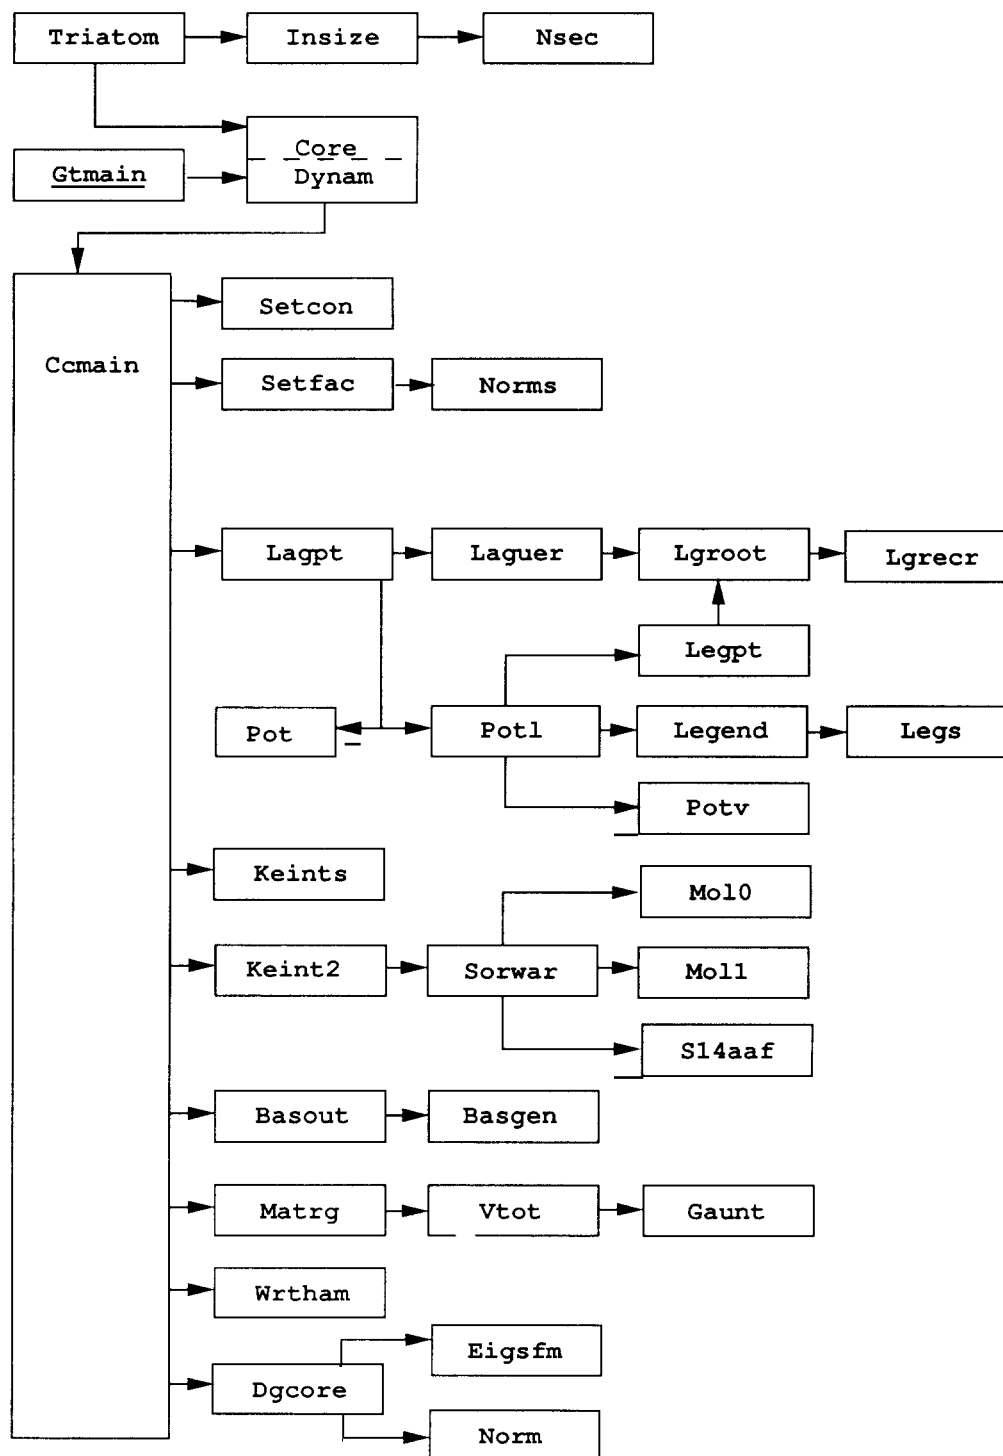 Triatom Insize Nsec
Core
Gtmain Dynam
Setcon
Ccmain
Setfac Norms
Lagpt Laguer Lgroot Lgrecr
Legpt
Pot Potl Legend Legs
Potv
Keints
Mol0
Keint2 Sorwar Mol1
S14aaf
Basout Basgen
Matrg Vtot Gaunt
Wrtham
Eigsfm
Dgcore
Norm